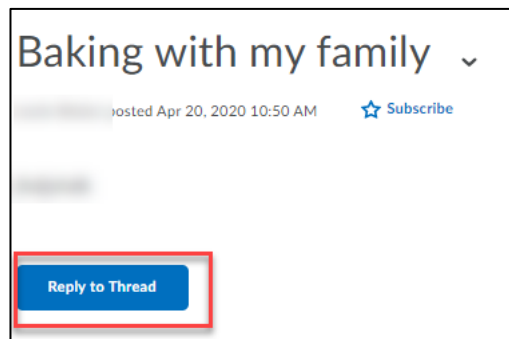 Baking with my family
posted Apr 20, 2020 10:50 AM Subscribe
Reply to Thread